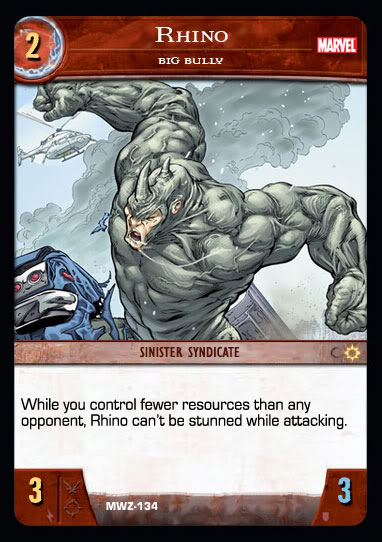 2
Rhino
MARVEL
BIG BULLY
SINISTER SYNDICATE
C
While you control fewer resources than any
opponent, Rhino can't be stunned while attacking.
3
MWZ-134
3